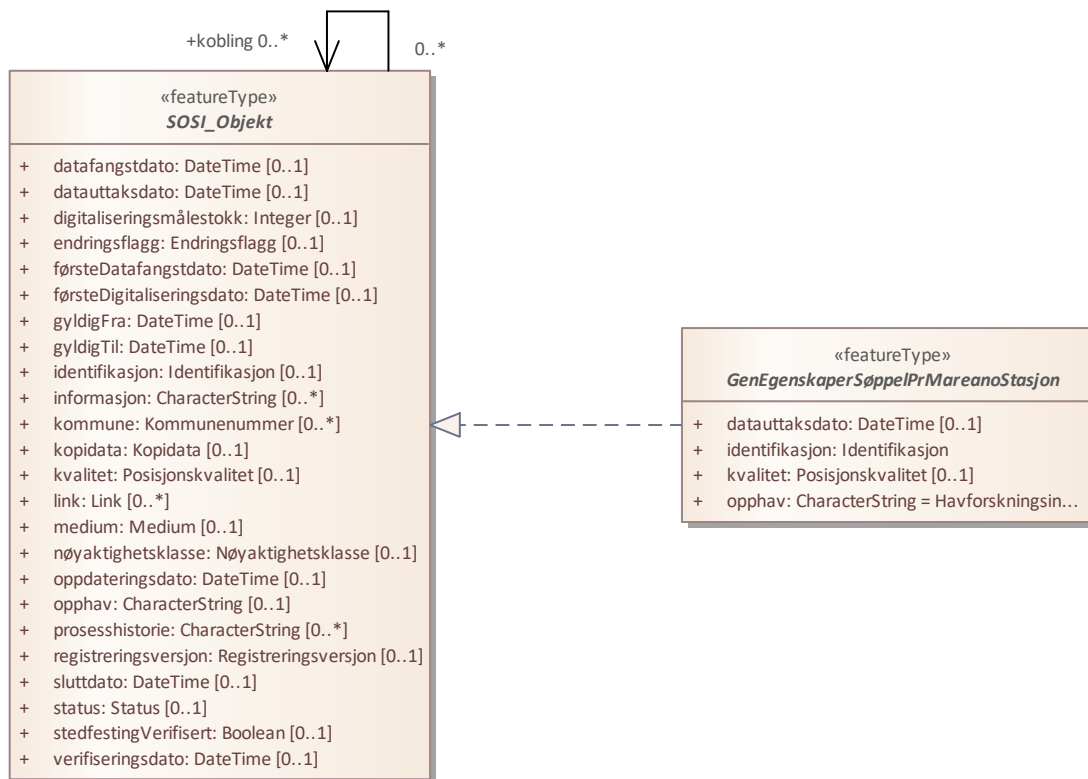 +kobling 0..*
0..*
«featureType»
SOSI_Objekt
+ datafangstdato: DateTime [0..1]
+ datauttaksdato: DateTime [0..1]
+ digitaliseringsmålestokk: Integer [0..1]
+ endringsflagg: Endringsflagg [0..1]
+ førsteDatafangstdato: DateTime [0..1]
+ førsteDigitaliseringsdato: DateTime [0..1]
+ gyldigFra: DateTime [0..1]
+ gyldigTil: DateTime [0..1]
+ identifikasjon: Identifikasjon [0..1]
+ informasjon: CharacterString [0..*]
+ kommune: Kommunenummer [0..*]
+ kopidata: Kopidata [0..1]
+ kvalitet: Posisjonskvalitet [0..1]
+ link: Link [0..*]
+ medium: Medium [0..1]
+ nøyaktighetsklasse: Nøyaktighetsklasse [0..1]
+ oppdateringsdato: DateTime [0..1]
+ opphav: CharacterString [0..1]
+ prosesshistorie: CharacterString [0..*]
+ registreringsversjon: Registreringsversjon [0..1]
+ sluttdato: DateTime [0..1]
+ status: Status [0..1]
+ stedfestingVerifisert: Boolean [0..1]
+ verifiseringsdato: DateTime [0..1]
«featureType»
GenEgenskaperSøppelPrMareanoStasjon
+ datauttaksdato: DateTime [0..1]
+ identifikasjon: Identifikasjon
+ kvalitet: Posisjonskvalitet [0..1]
+ opphav: CharacterString = Havforskningsin...